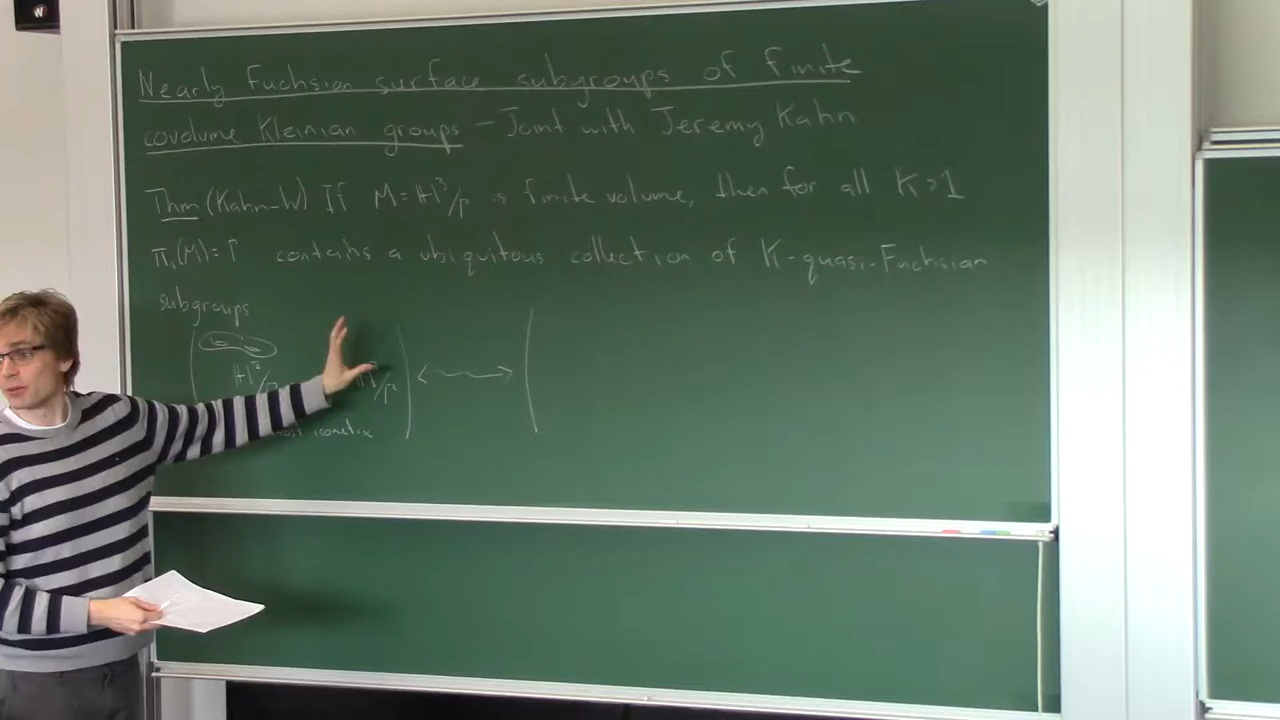 Nearly Fuchsian surface subgroups of finite
covolume Kleinian groups - Joint with Jeremy Kahn
Thm (Kahn-W) If M = ℍ³/Γ is finite volume, then for all K>1
π₁(M) = Γ contains a ubiquitous collection of K-quasi-Fuchsian
subgroups
ℍ²/
/Γ
isometric